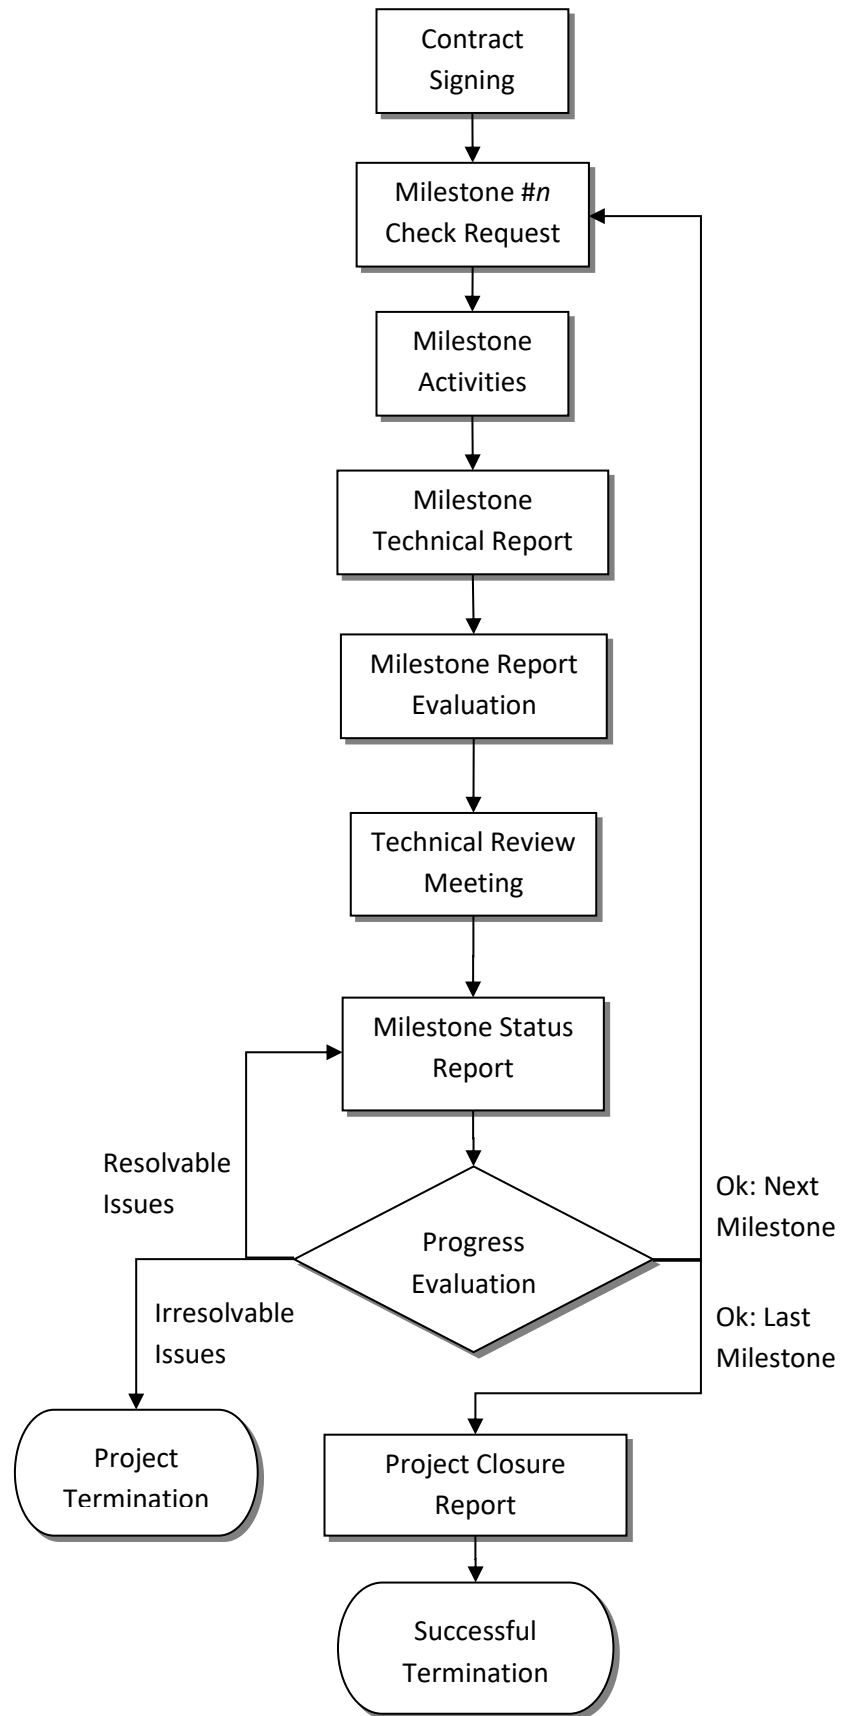 Contract
Signing
Milestone #n
Check Request
Milestone
Activities
Milestone
Technical Report
Milestone Report
Evaluation
Technical Review
Meeting
Milestone Status
Report
Resolvable
Issues
Ok: Next
Milestone
Progress
Evaluation
Irresolvable
Issues
Ok: Last
Milestone
Project
Termination
Project Closure
Report
Successful
Termination